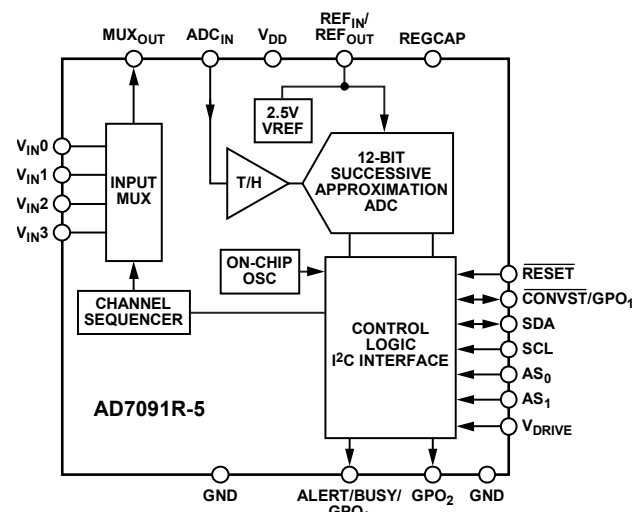 MUXOUT
ADCIN
VDD
REFIN/
REFOUT
REGCAP
2.5V
VREF
VIN0
VIN1
VIN2
VIN3
INPUT
MUX
T/H
12-BIT
SUCCESSIVE
APPROXIMATION
ADC
ON-CHIP
OSC
CHANNEL
SEQUENCER
CONTROL
LOGIC
I2C INTERFACE
RESET
CONVST/GPO1
SDA
SCL
AS0
AS1
VDRIVE
AD7091R-5
GND
ALERT/BUSY/
GPO2
GND